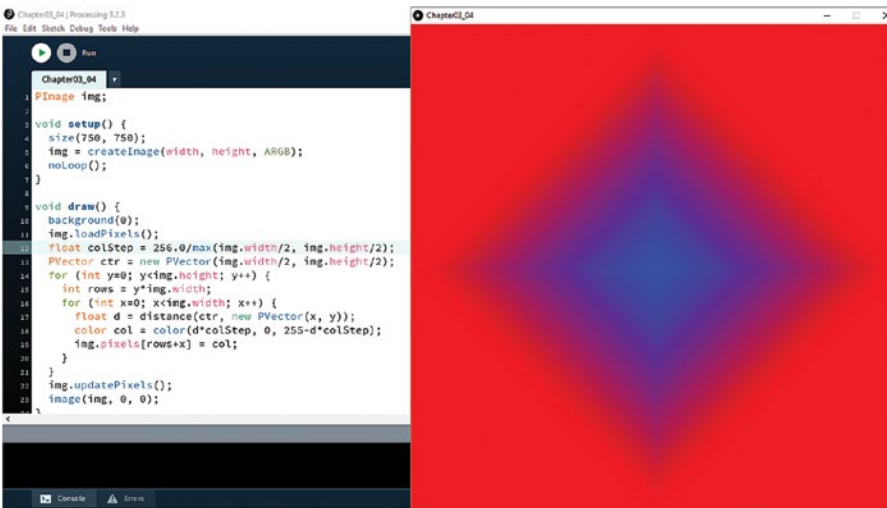 Chapter03_04 | Processing 3.2.3
File Edit Sketch Debug Tools Help
Run
Chapter03_04
1 PImage img;
2
3 void setup() {
4 size(750, 750);
5 img = createImage(width, height, ARGB);
6 noLoop();
7 }
8
9 void draw() {
10 background(0);
11 img.loadPixels();
12 float colStep = 256.0/max(img.width/2, img.height/2);
13 PVector ctr = new PVector(img.width/2, img.height/2);
14 for (int y=0; y<img.height; y++) {
15 int rows = y*img.width;
16 for (int x=0; x<img.width; x++) {
17 float d = distance(ctr, new PVector(x, y));
18 color col = color(d*colStep, 0, 255-d*colStep);
19 img.pixels[rows+x] = col;
20 }
21 }
22 img.updatePixels();
23 image(img, 0, 0);
24 }
Console Errors
Chapter03_04